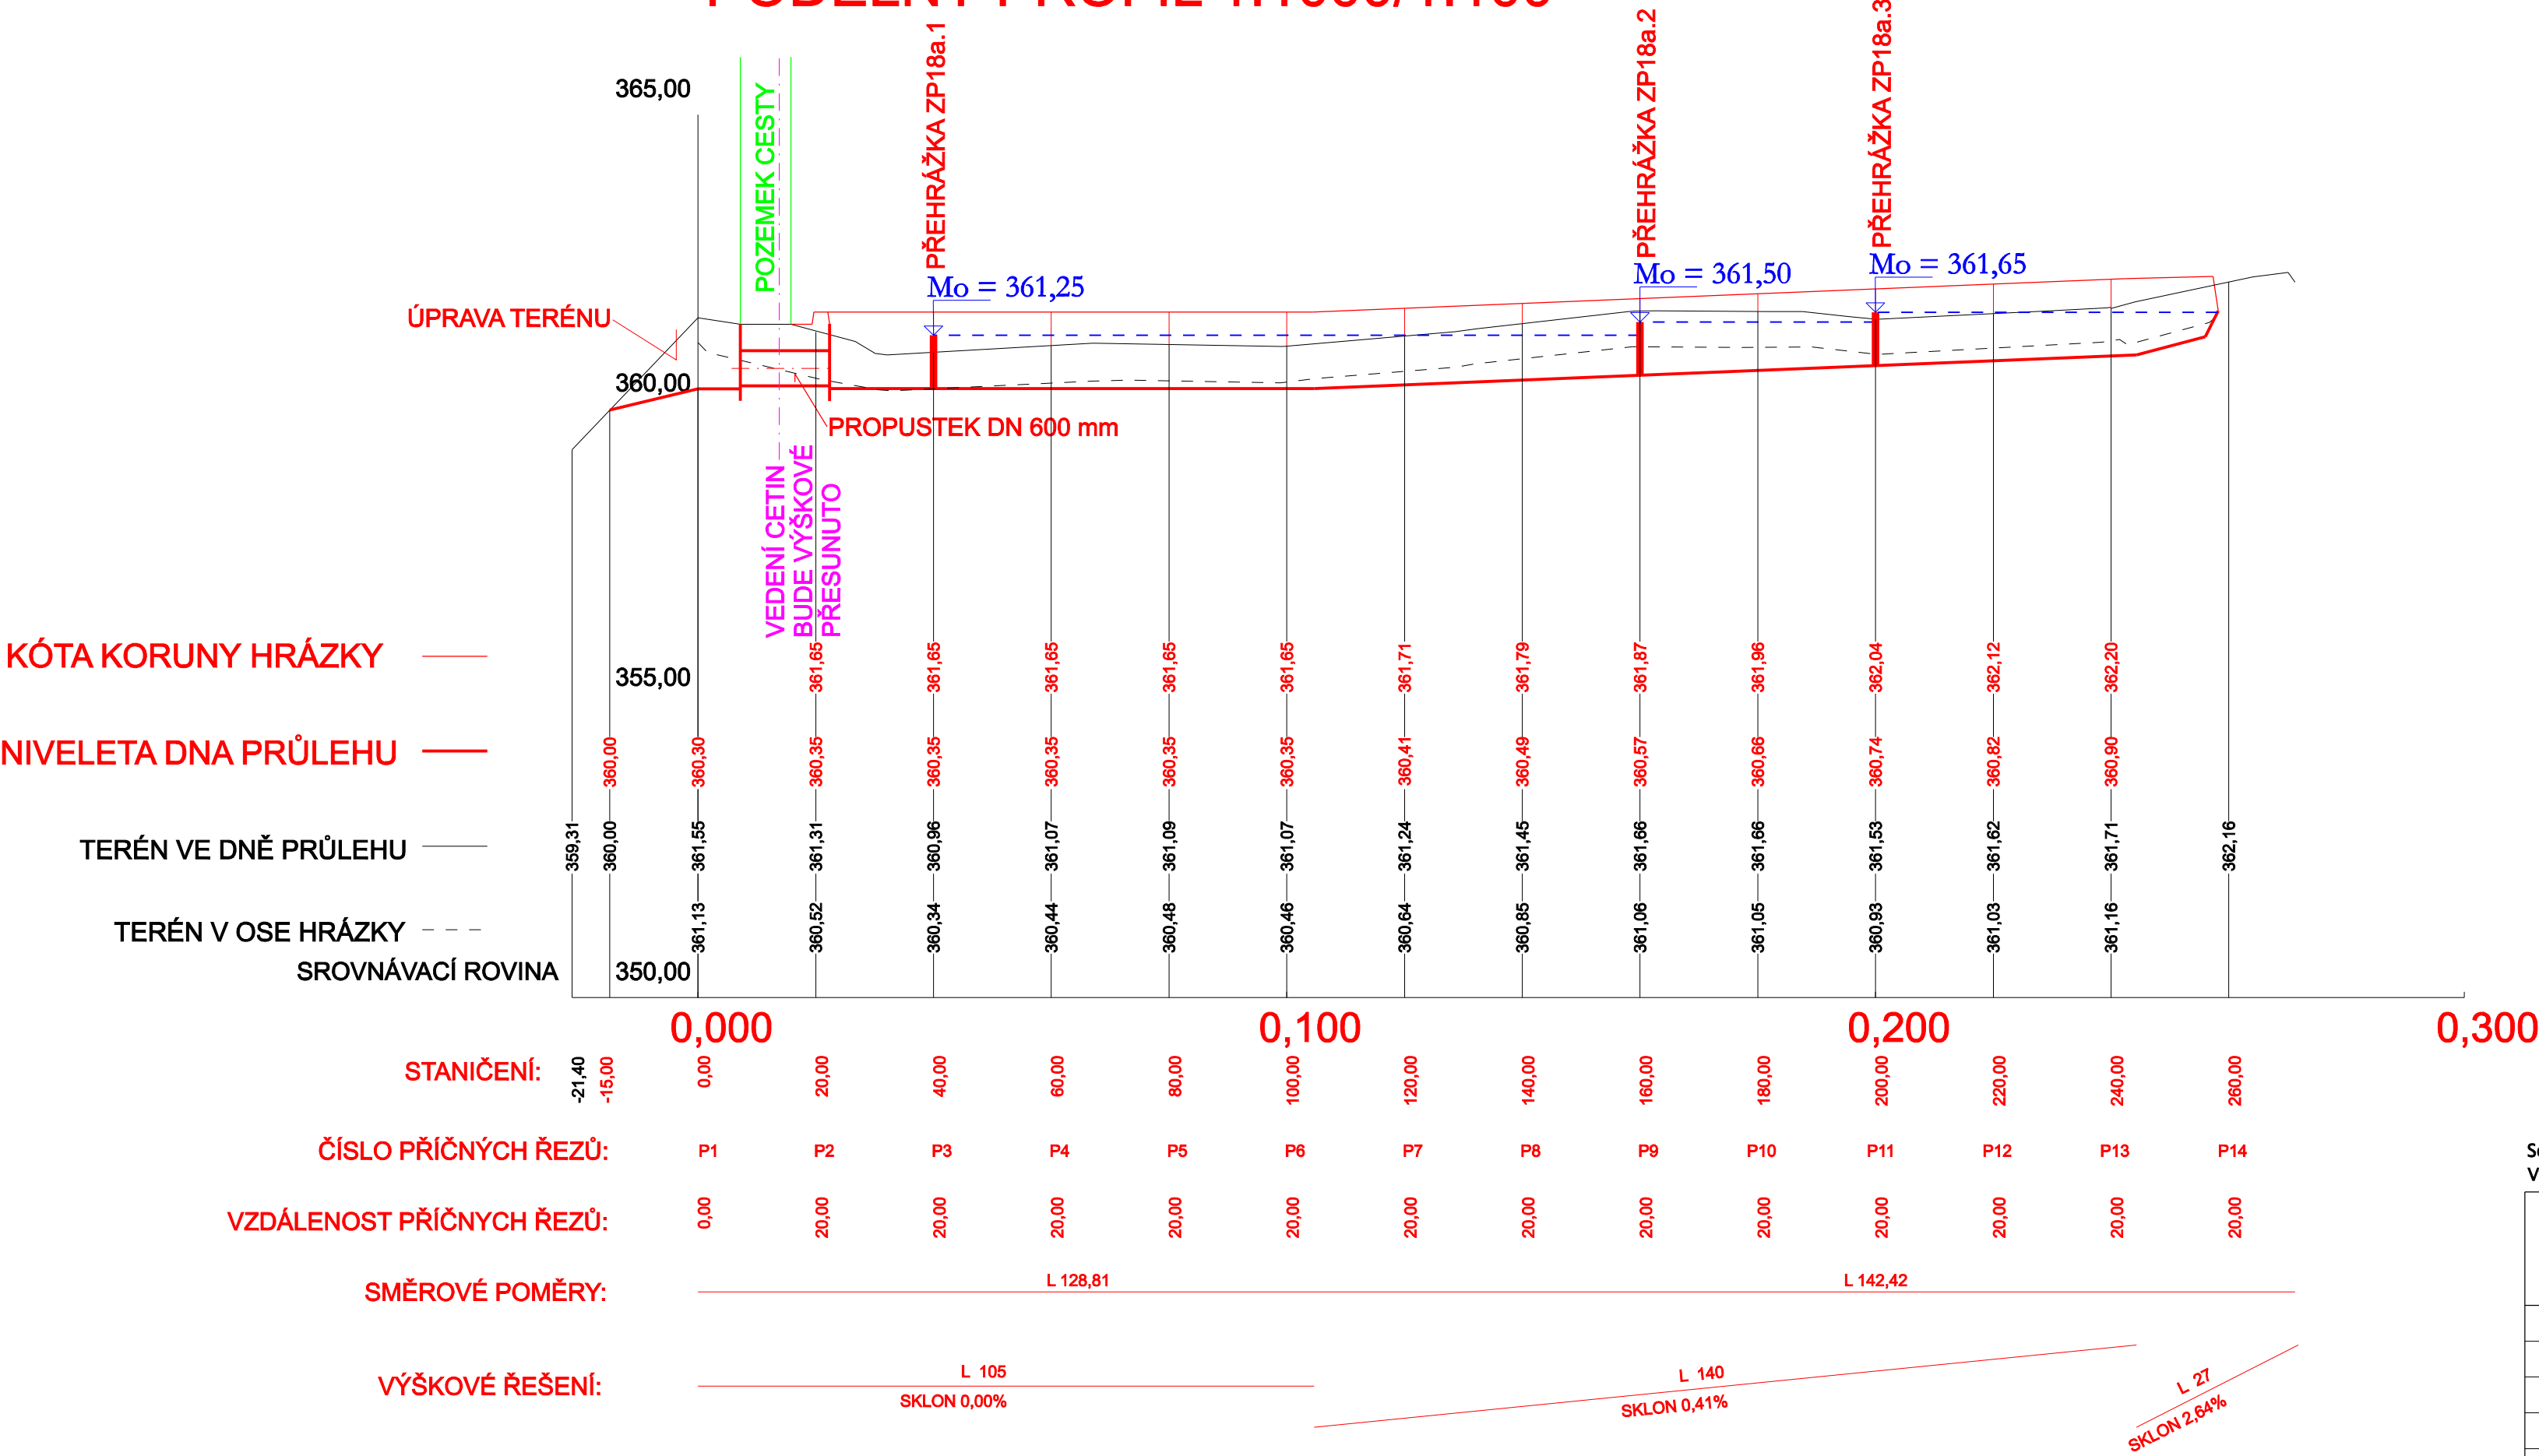 PODÉLNÝ PROFIL 1:1000/1:100
365,00
360,00
355,00
350,00
POZEMEK CESTY
PŘEHRÁŽKA ZP18a.1
PŘEHRÁŽKA ZP18a.2
PŘEHRÁŽKA ZP18a.3
Mo = 361,25
Mo = 361,50
Mo = 361,65
ÚPRAVA TERÉNU
PROPUSTEK DN 600 mm
VEDENÍ CETIN
BUDE VÝŠKOVÉ
PŘESUNUTO
KÓTA KORUNY HRÁZKY
361,65 361,65 361,65 361,65 361,65 361,71 361,79 361,87 361,96 362,04 362,12 362,20
NIVELETA DNA PRŮLEHU
360,00 360,30 360,35 360,35 360,35 360,35 360,35 360,41 360,49 360,57 360,66 360,74 360,82 360,90
TERÉN VE DNĚ PRŮLEHU
359,31 360,00 361,55 361,31 360,96 361,07 361,09 361,07 361,24 361,45 361,66 361,66 361,53 361,62 361,71 362,16
TERÉN V OSE HRÁZKY
361,13 360,52 360,34 360,44 360,48 360,46 360,64 360,85 361,06 361,05 360,93 361,03 361,16
SROVNÁVACÍ ROVINA
0,000 0,100 0,200 0,300
STANIČENÍ:
-21,40 -15,00 0,00 20,00 40,00 60,00 80,00 100,00 120,00 140,00 160,00 180,00 200,00 220,00 240,00 260,00
ČÍSLO PŘÍČNÝCH ŘEZŮ:
P1 P2 P3 P4 P5 P6 P7 P8 P9 P10 P11 P12 P13 P14
VZDÁLENOST PŘÍČNYCH ŘEZŮ:
0,00 20,00 20,00 20,00 20,00 20,00 20,00 20,00 20,00 20,00 20,00 20,00 20,00 20,00
SMĚROVÉ POMĚRY:
L 128,81
L 142,42
VÝŠKOVÉ ŘEŠENÍ:
L 105
SKLON 0,00%
L 140
SKLON 0,41%
L 27
SKLON 2,64%